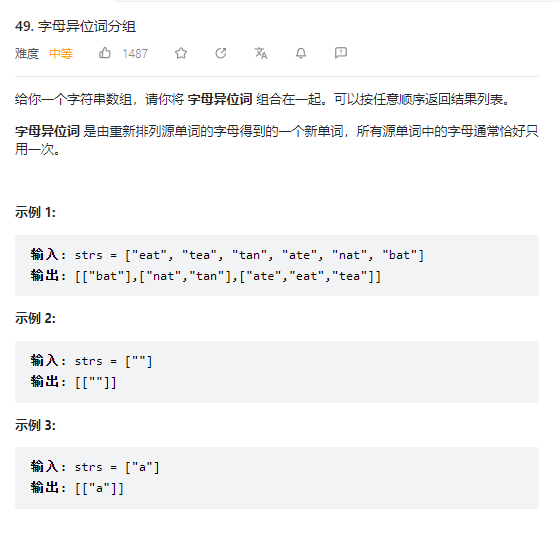 49. 字母异位词分组
难度 中等 1487
给你一个字符串数组，请你将 字母异位词 组合在一起。可以按任意顺序返回结果列表。
字母异位词 是由重新排列源单词的字母得到的一个新单词，所有源单词中的字母通常恰好只
用一次。
示例 1:
输入: strs = ["eat", "tea", "tan", "ate", "nat", "bat"]
输出: [["bat"],["nat","tan"],["ate","eat","tea"]]
示例 2:
输入: strs = [""]
输出: [[""]]
示例 3:
输入: strs = ["a"]
输出: [["a"]]